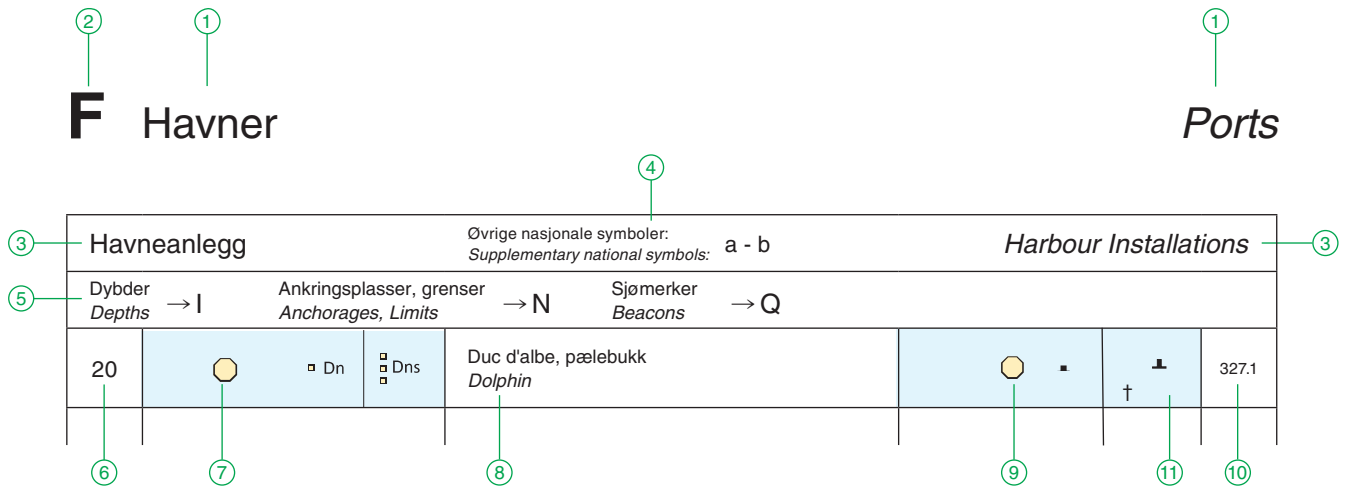 2 1 1
F Havner Ports
4
3 Havneanlegg Øvrige nasjonale symboler: a - b Harbour Installations 3
Supplementary national symbols:
5 Dybder → I Ankringsplasser, grenser → N Sjømerker → Q
Depths Anchorages, Limits Beacons
20 Dn Dns Duc d'albe, pælebukk † 327.1
Dolphin
6 7 8 9 11 10